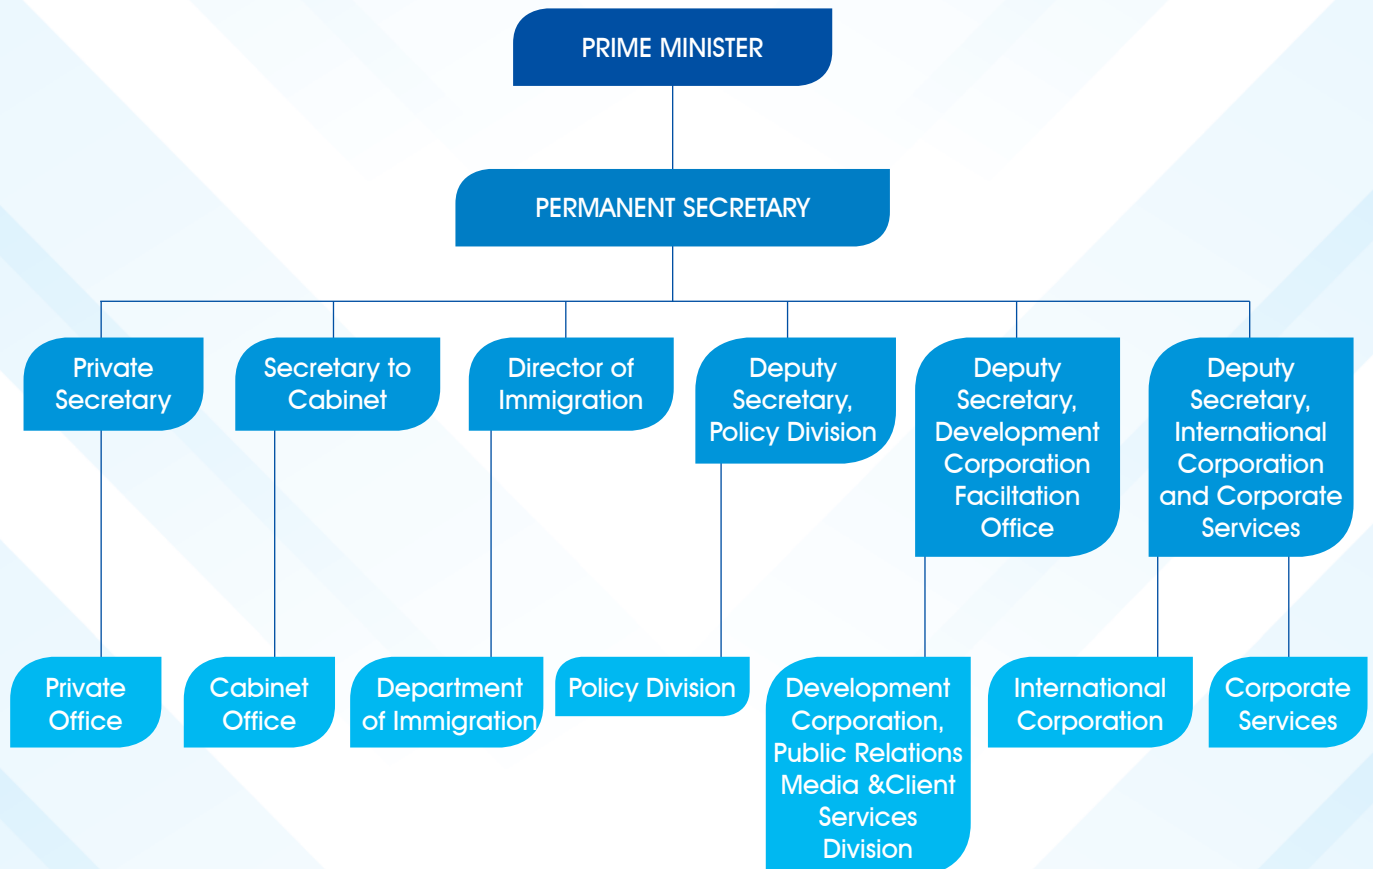 PRIME MINISTER
PERMANENT SECRETARY
Private
Secretary
Secretary to
Cabinet
Director of
Immigration
Deputy
Secretary,
Policy Division
Deputy
Secretary,
Development
Corporation
Faciltation
Office
Deputy
Secretary,
International
Corporation
and Corporate
Services
Private
Office
Cabinet
Office
Department
of Immigration
Policy Division
Development
Corporation,
Public Relations
Media &Client
Services
Division
International
Corporation
Corporate
Services